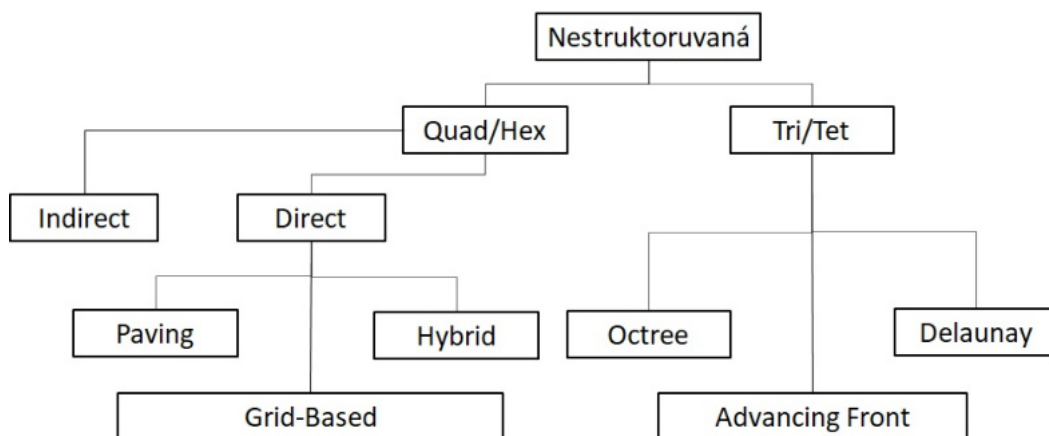 Nestruktoruvaná
Quad/Hex
Tri/Tet
Indirect
Direct
Paving
Hybrid
Octree
Delaunay
Grid-Based
Advancing Front